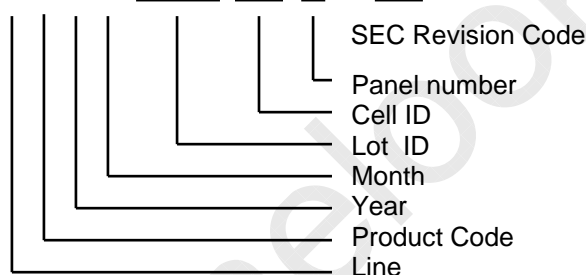 SEC Revision Code
Panel number
Cell ID
Lot ID
Month
Year
Product Code
Line